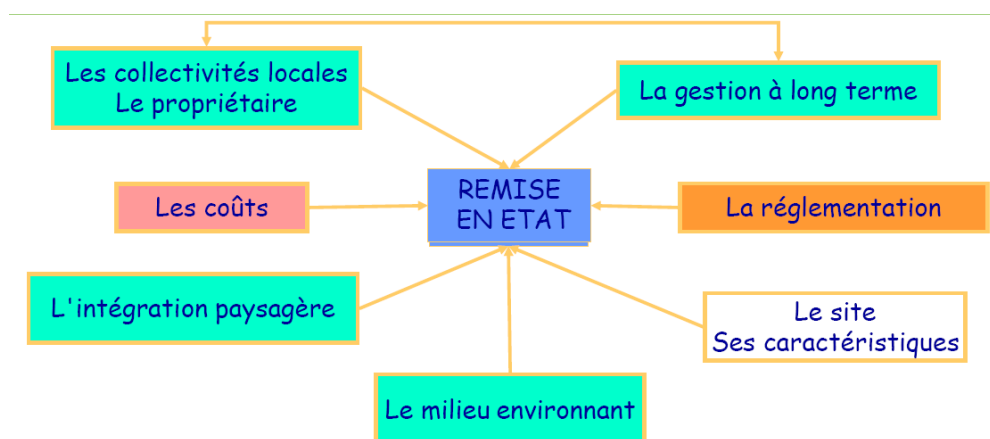 Les collectivités locales
Le propriétaire
La gestion à long terme
Les coûts
REMISE
EN ETAT
La réglementation
L'intégration paysagère
Le site
Ses caractéristiques
Le milieu environnant